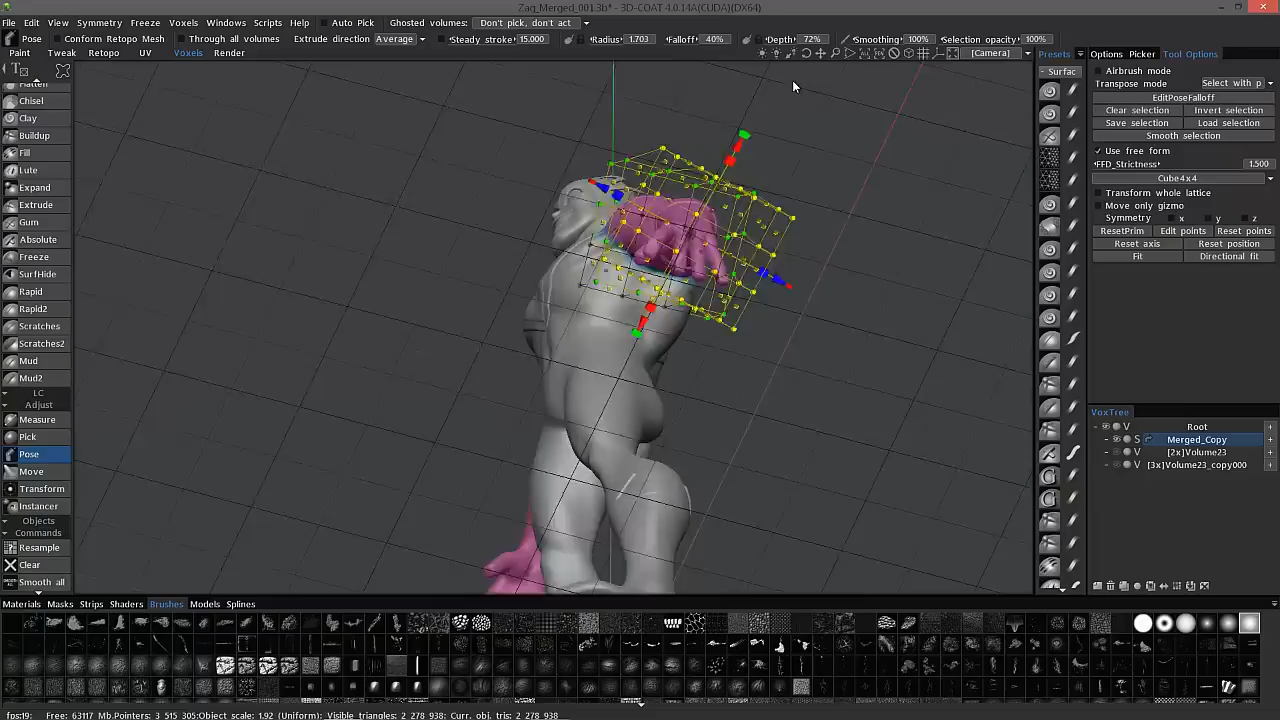 Zaq_Merged_001.3b* - 3D-COAT 4.0.14A(CUDA)(DX64)
File Edit View Symmetry Freeze Voxels Windows Scripts Help Auto Pick Ghosted volumes: Don't pick, don't act
Pose Conform Retopo Mesh Through all volumes Extrude direction Average Steady stroke: 15.000 Radius: 1.703 Falloff: 40% Depth: 72% Smoothing: 100% Selection opacity: 100%
Paint Tweak Retopo UV Voxels Render [Camera]
Presets Options Picker Tool Options
Flatten
Chisel
Clay
Buildup
Fill
Lute
Expand
Extrude
Gum
Absolute
Freeze
SurfHide
Rapid
Rapid2
Scratches
Scratches2
Mud
Mud2
LC
Adjust
Measure
Pick
Pose
Move
Transform
Instancer
Objects
Commands
Resample
Clear
Smooth all
- Surfac
Airbrush mode
Transpose mode Select with p
EditPoseFalloff
Clear selection Invert selection
Save selection Load selection
Smooth selection
Use free form
FFD_Strictness 1.500
Cube4x4
Transform whole lattice
Move only gizmo
Symmetry x y z
ResetPrim Edit points Reset points
Reset axis Reset position
Fit Directional fit
VoxTree
V Root +
S Merged_Copy +
V [2x]Volume23 +
V [3x]Volume23_copy000 +
Materials Masks Strips Shaders Brushes Models Splines
fps:19; Free: 63117 Mb.Points: 3 515 305:Object scale: 1.92 (Uniform); Visible_triangles: 2 278 938; Curr. obj. tris: 2 278 938